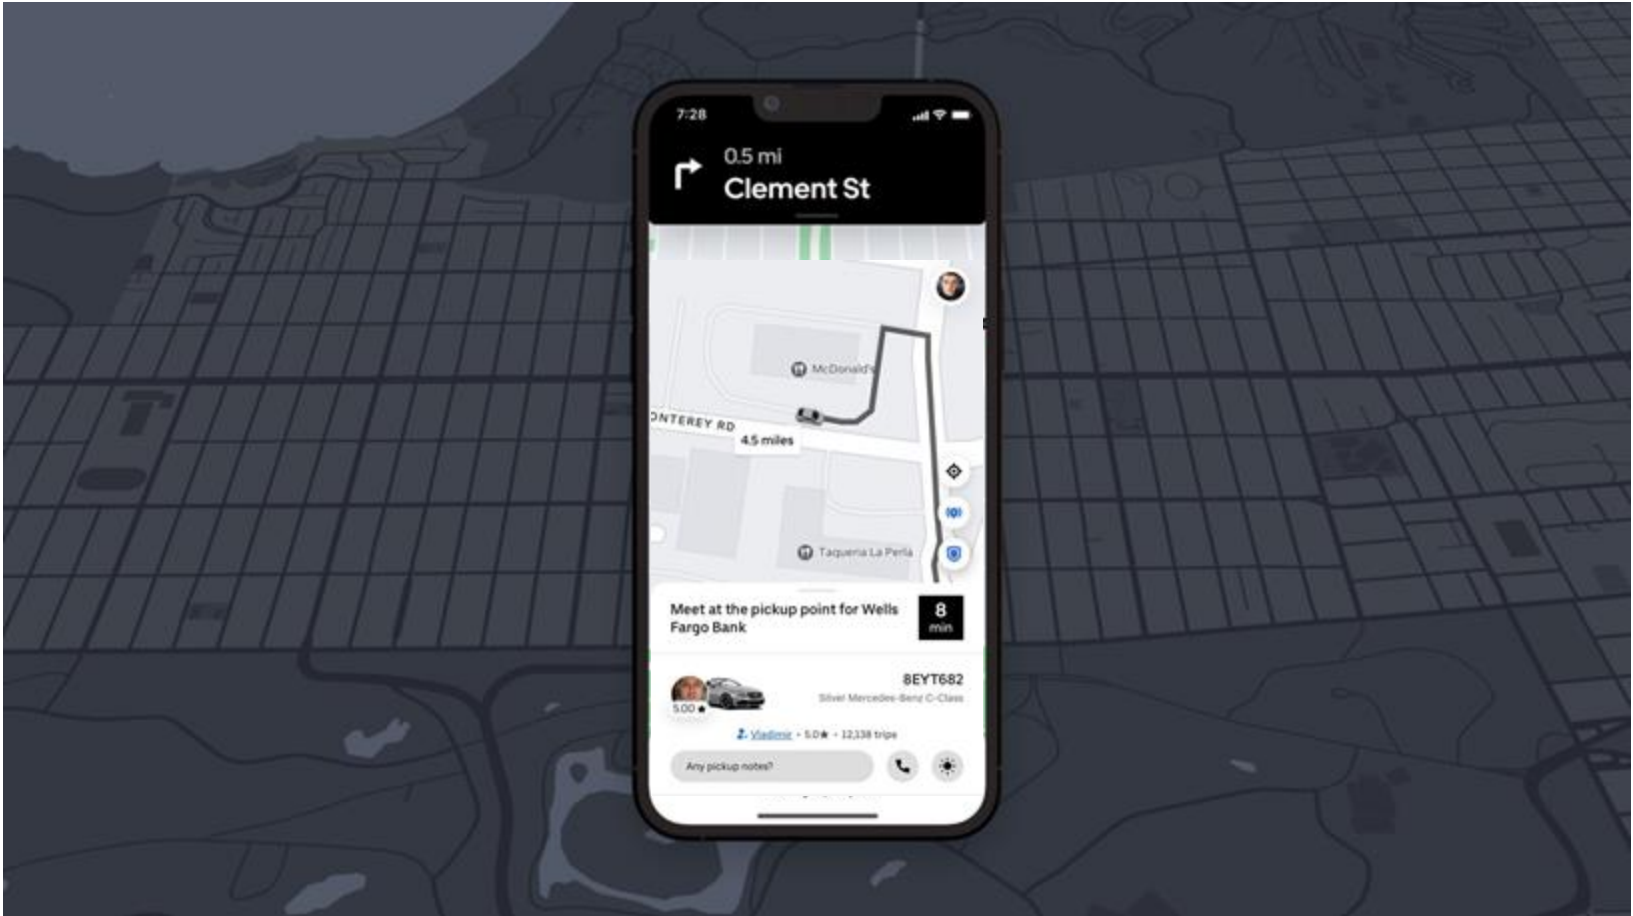 7:28
0.5 mi
Clement St
McDonald's
ONTEREY RD
4.5 miles
Taqueria La Perla
Meet at the pickup point for Wells
Fargo Bank
8
min
8EYT682
Silver Mercedes-Benz C-Class
5.00 ★
Vladimir • 5.0★ • 12,138 trips
Any pickup notes?